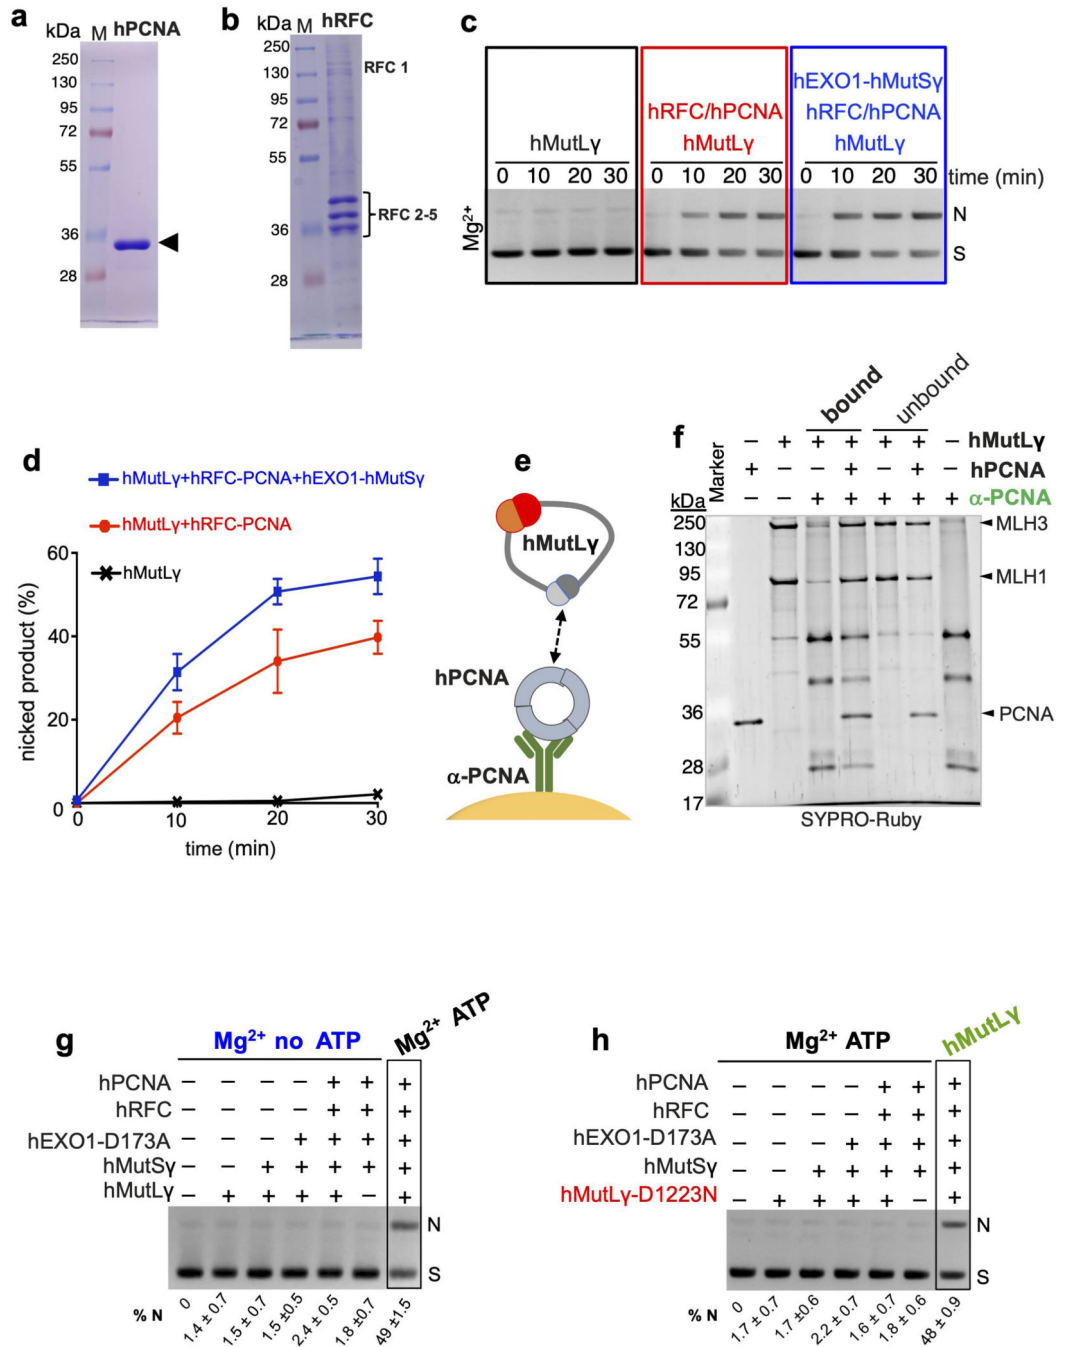 a
kDa M hPCNA
250
130
95
72
55
36
28
b
kDa M hRFC
250
130
95
72
55
36
28
RFC 1
RFC 2-5
c
hMutLγ
hRFC/hPCNA
hMutLγ
hEXO1-hMutSγ
hRFC/hPCNA
hMutLγ
0 10 20 30 0 10 20 30 0 10 20 30 time (min)
Mg2+
N
S
d
hMutLγ+hRFC-PCNA+hEXO1-hMutSγ
hMutLγ+hRFC-PCNA
hMutLγ
nicked product (%)
60
40
20
0
0 10 20 30
time (min)
e
hMutLγ
hPCNA
α-PCNA
f
bound unbound
Marker
− + + + + + − hMutLγ
+ − − + − + − hPCNA
− − + + + + + α-PCNA
kDa
250
130
95
72
55
36
28
17
MLH3
MLH1
PCNA
SYPRO-Ruby
g
Mg2+ no ATP
Mg2+ ATP
hPCNA − − − − + + +
hRFC − − − − + + +
hEXO1-D173A − − − + + + +
hMutSγ − − + + + + +
hMutLγ − + + + + − +
N
S
% N 0 1.4 ± 0.7 1.5 ± 0.7 1.5 ±0.5 2.4 ± 0.5 1.8 ±0.7 49 ±1.5
h
Mg2+ ATP
hMutLγ
hPCNA − − − − + + +
hRFC − − − − + + +
hEXO1-D173A − − − + + + +
hMutSγ − − + + + + +
hMutLγ-D1223N − + + + + − +
N
S
% N 0 1.7 ± 0.7 1.7 ±0.6 2.2 ± 0.7 1.6 ± 0.7 1.8 ± 0.6 48 ± 0.9